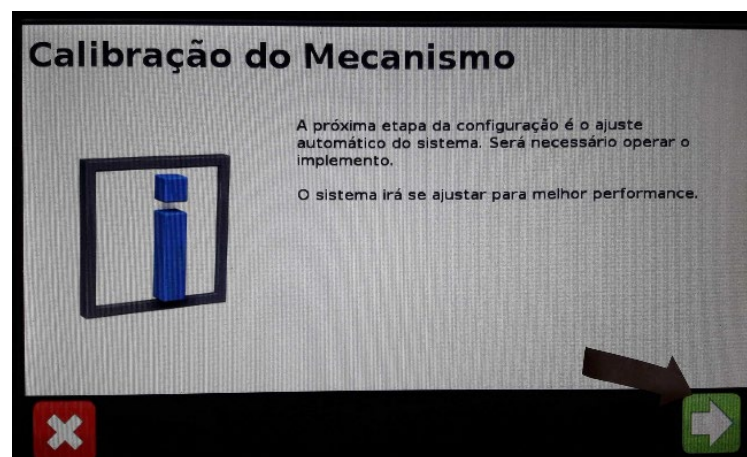 Calibração do Mecanismo
A próxima etapa da configuração é o ajuste
automático do sistema. Será necessário operar o
implemento.
O sistema irá se ajustar para melhor performance.